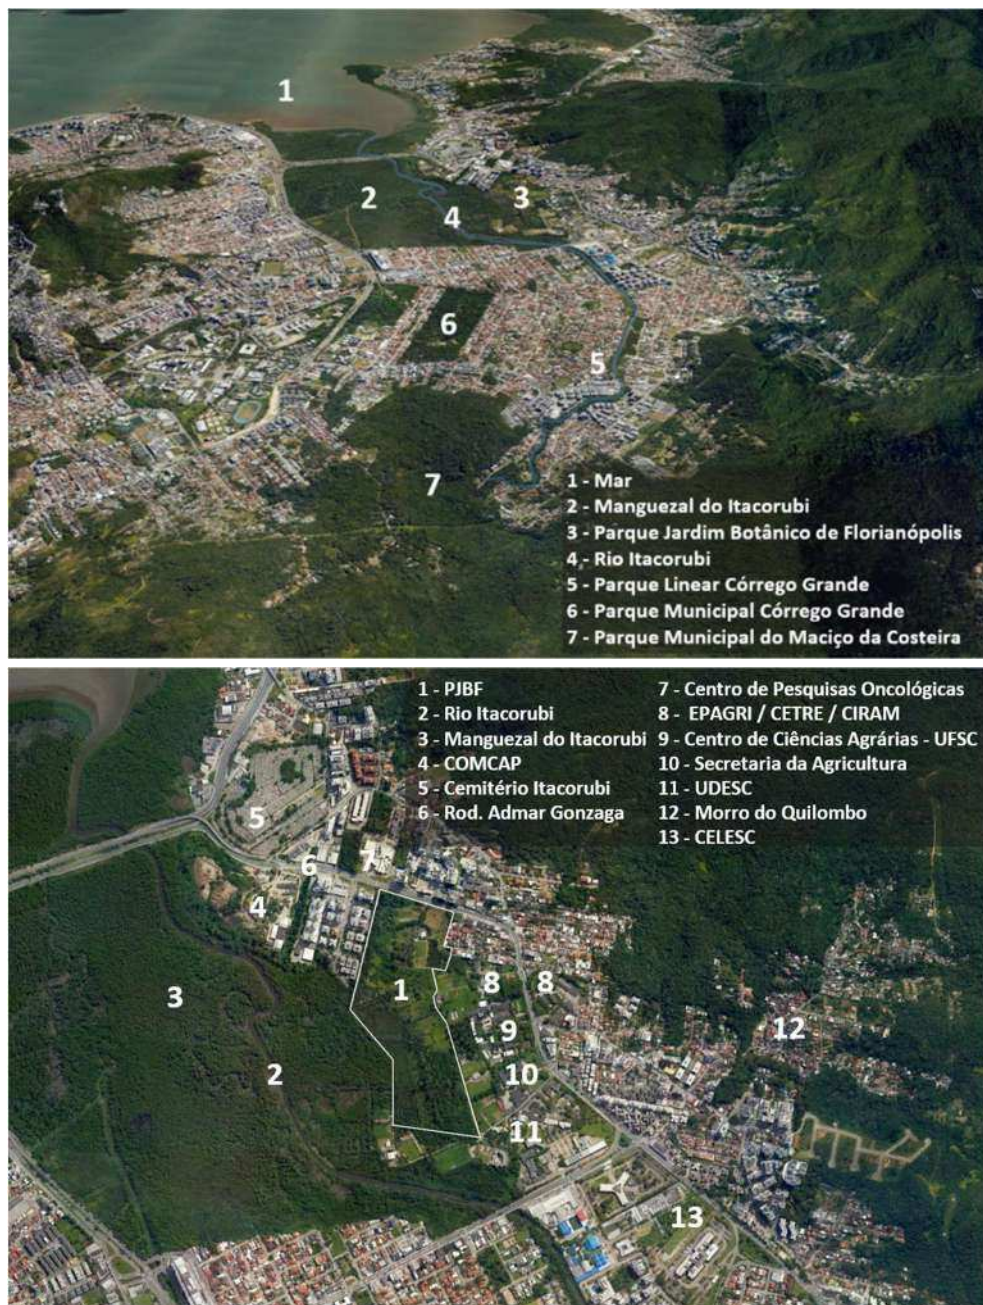 1
2
3
4
5
6
7
1 - Mar
2 - Manguezal do Itacorubi
3 - Parque Jardim Botânico de Florianópolis
4 - Rio Itacorubi
5 - Parque Linear Córrego Grande
6 - Parque Municipal Córrego Grande
7 - Parque Municipal do Maciço da Costeira
1 - PJBF
2 - Rio Itacorubi
3 - Manguezal do Itacorubi
4 - COMCAP
5 - Cemitério Itacorubi
6 - Rod. Admar Gonzaga
7 - Centro de Pesquisas Oncológicas
8 - EPAGRI / CETRE / CIRAM
9 - Centro de Ciências Agrárias - UFSC
10 - Secretaria da Agricultura
11 - UDESC
12 - Morro do Quilombo
13 - CELESC
5
6
7
4
3
1
8
8
9
12
2
10
11
13